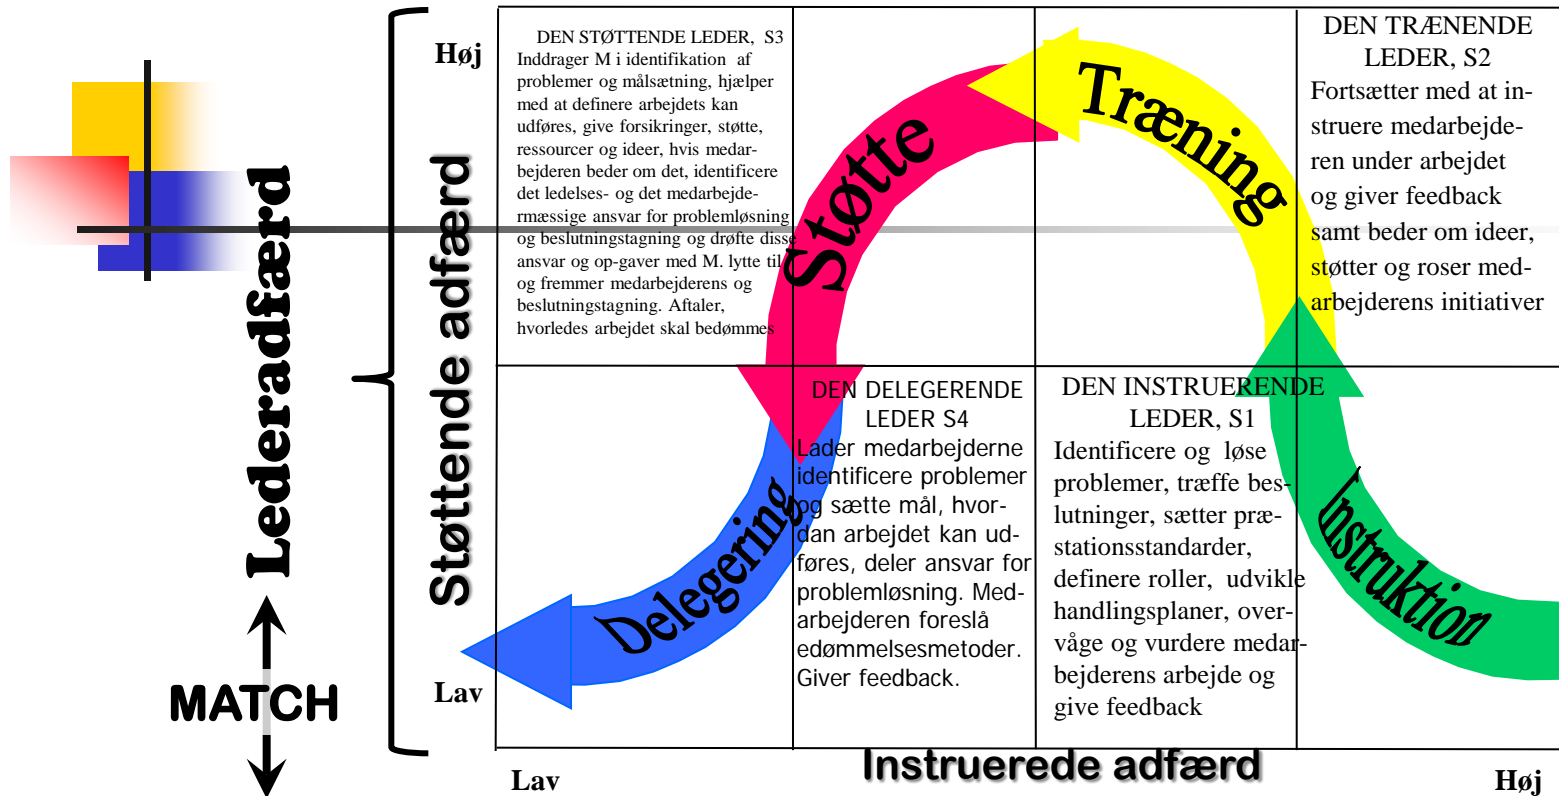 Lederadfærd
MATCH
Støttende adfærd
Høj
Lav
DEN STØTTENDE LEDER, S3
Inddrager M i identifikation af
problemer og målsætning, hjælper
med at definere arbejdets kan
udføres, give forsikringer, støtte,
ressourcer og ideer, hvis medar-
bejderen beder om det, identificere
det ledelses- og det medarbejde-
rmæssige ansvar for problemløsning
og beslutningstagning og drøfte disse
ansvar og op-gaver med M. lytte til
og fremmer medarbejderens og
beslutningstagning. Aftaler,
hvorledes arbejdet skal bedømmes
Støtte
Træning
DEN TRÆNENDE
LEDER, S2
Fortsætter med at in-
struere medarbejde-
ren under arbejdet
og giver feedback
samt beder om ideer,
støtter og roser med-
arbejderens initiativer
Delegering
DEN DELEGERENDE
LEDER S4
Lader medarbejderne
identificere problemer
og sætte mål, hvor-
dan arbejdet kan ud-
føres, deler ansvar for
problemløsning. Med-
arbejderen foreslå
edømmelsesmetoder.
Giver feedback.
DEN INSTRUERENDE
LEDER, S1
Identificere og løse
problemer, træffe bes-
lutninger, sætter præ-
stationsstandarder,
definere roller, udvikle
handlingsplaner, over-
våge og vurdere medar-
bejderens arbejde og
give feedback
Instruktion
Lav
Instruerede adfærd
Høj